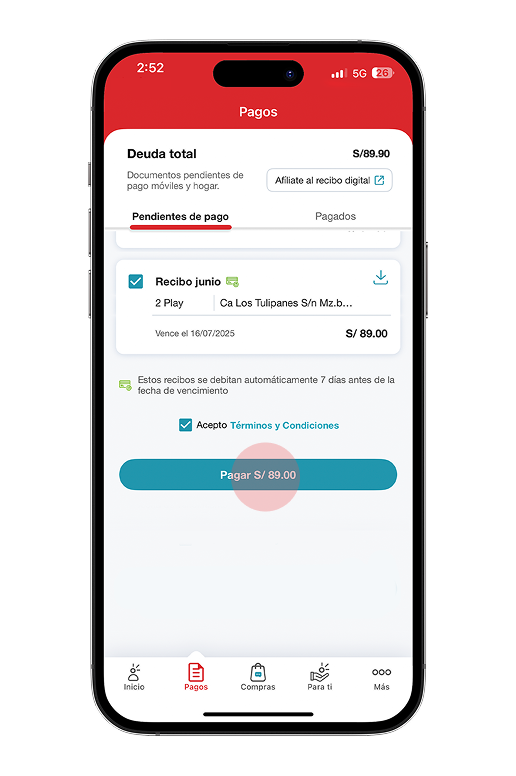 2:52
5G 26
Pagos
Deuda total S/89.90
Documentos pendientes de
pago móviles y hogar.
Afíliate al recibo digital
Pendientes de pago Pagados
Recibo junio
2 Play Ca Los Tulipanes S/n Mz.b...
Vence el 16/07/2025 S/ 89.00
Estos recibos se debitan automáticamente 7 días antes de la
fecha de vencimiento
Acepto Términos y Condiciones
Pagar S/ 89.00
Inicio Pagos Compras Para ti Más